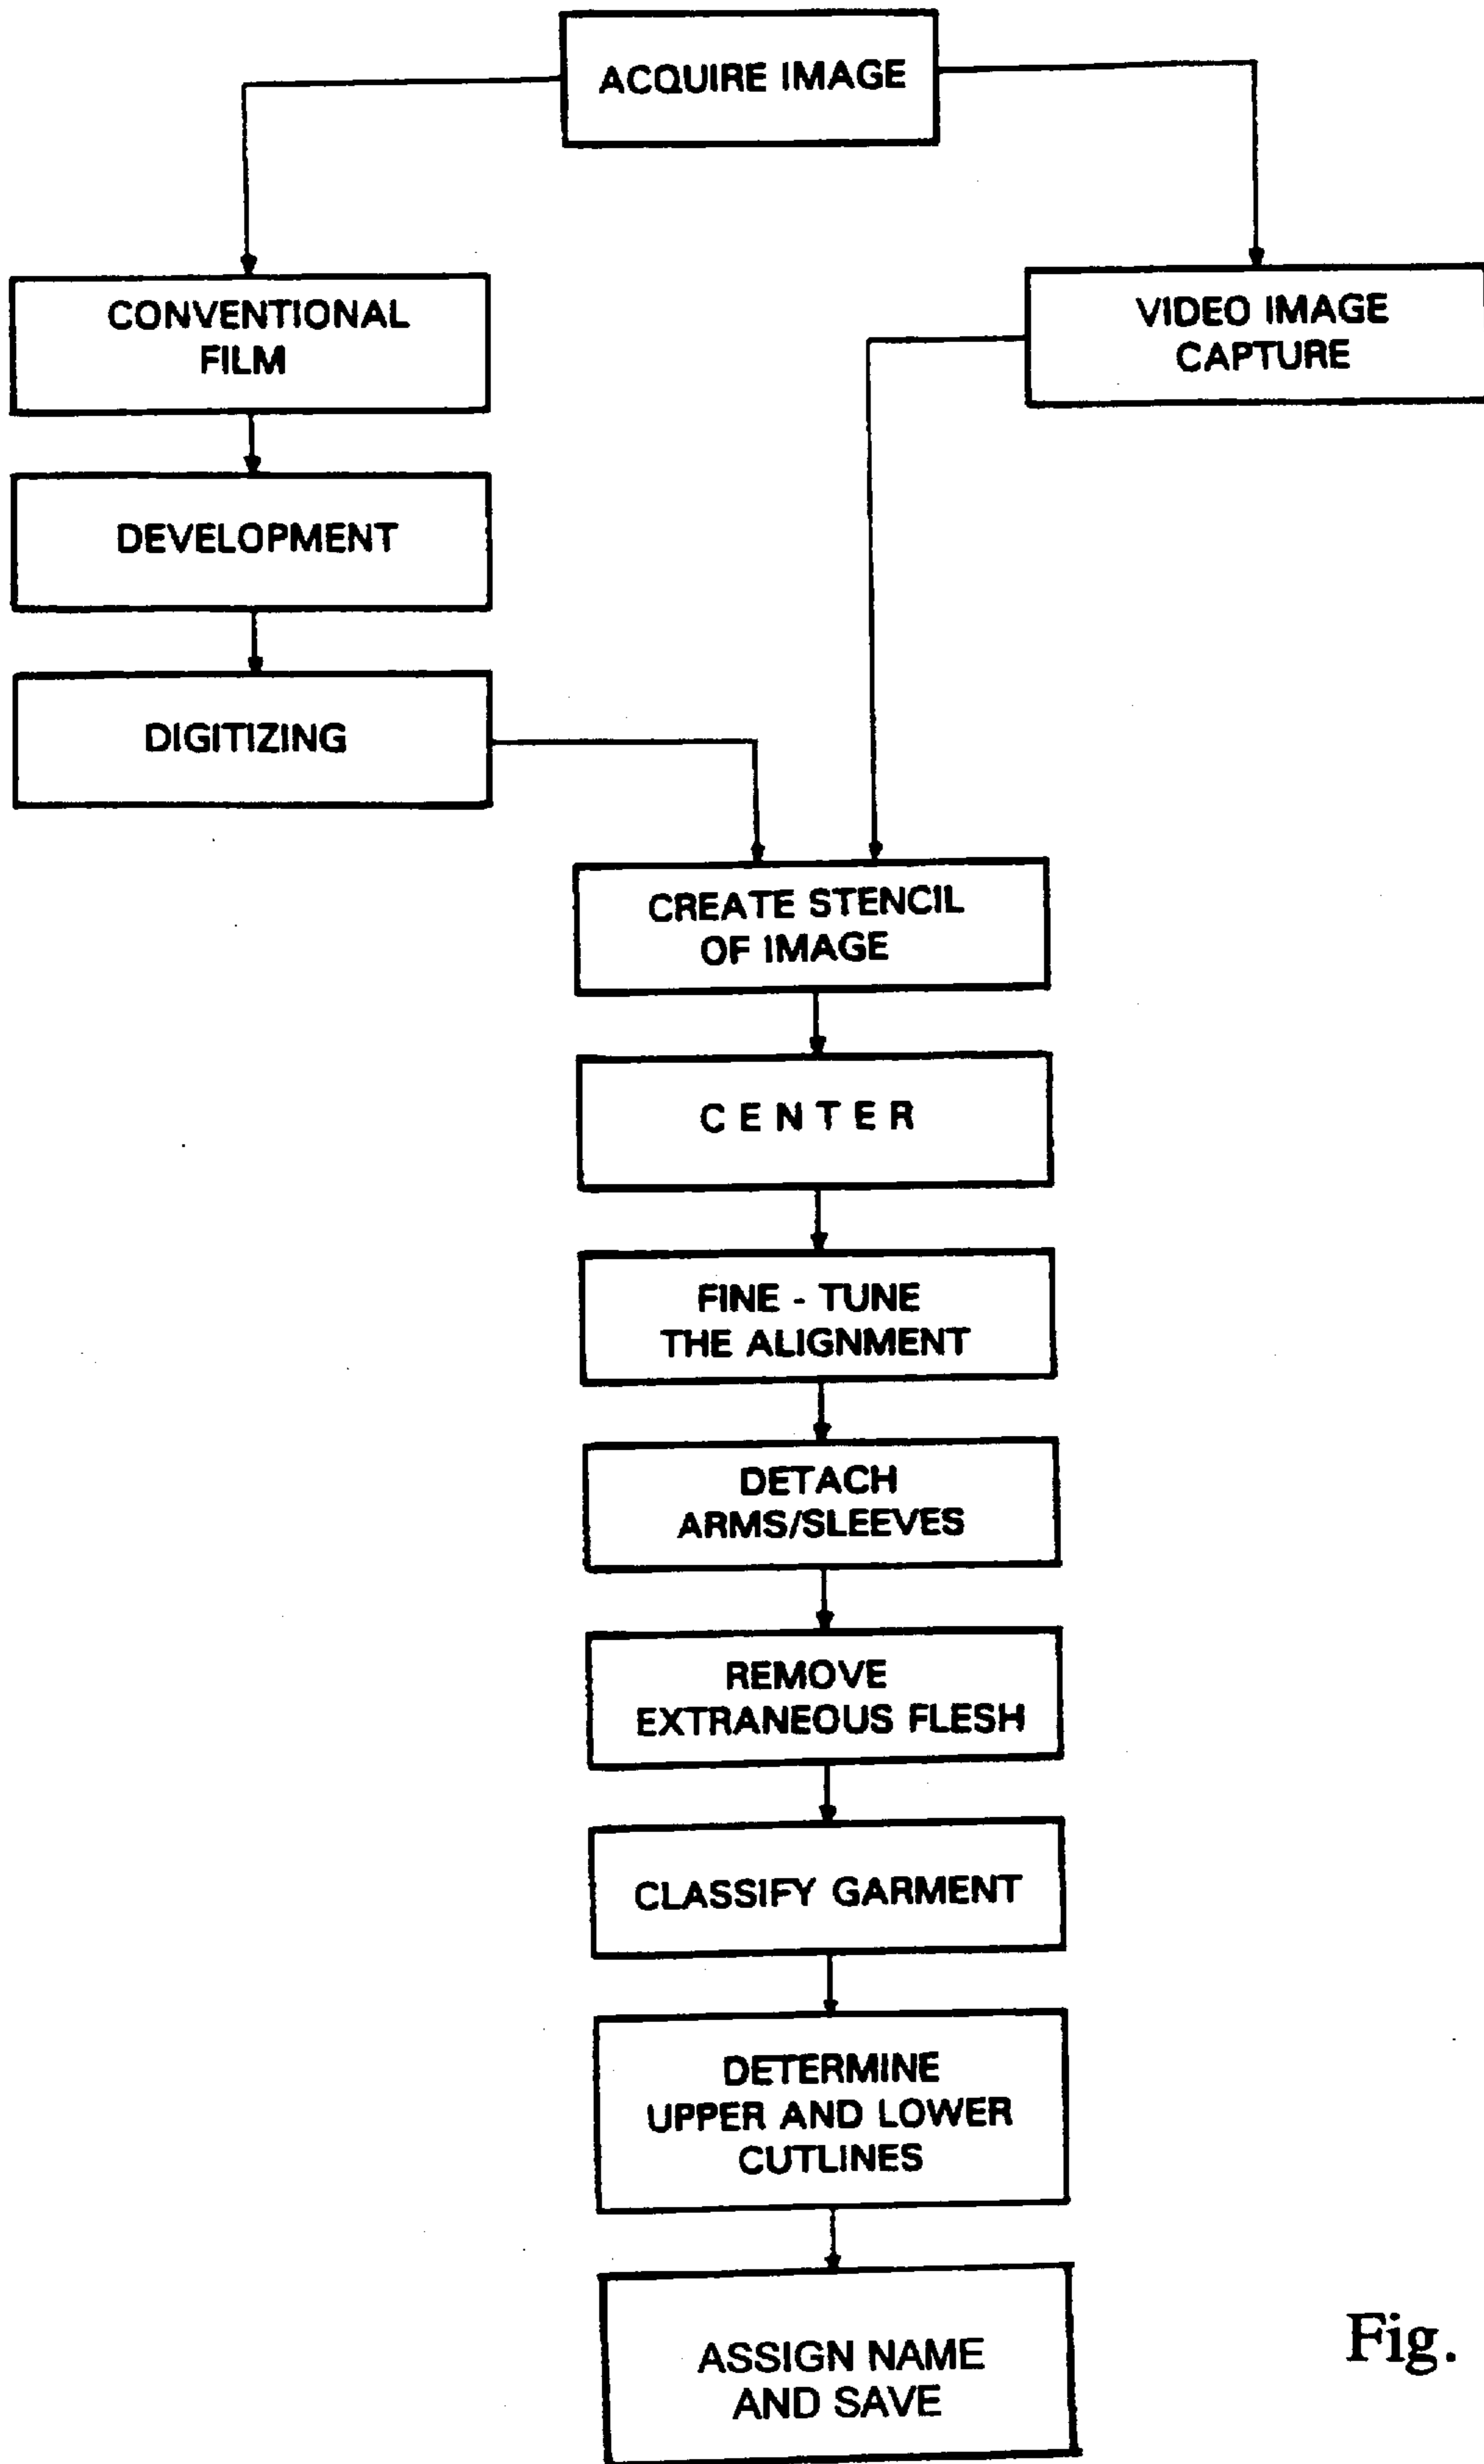 ACQUIRE IMAGE
CONVENTIONAL
FILM
VIDEO IMAGE
CAPTURE
DEVELOPMENT
DIGITIZING
CREATE STENCIL
OF IMAGE
C E N T E R
FINE - TUNE
THE ALIGNMENT
DETACH
ARMS/SLEEVES
REMOVE
EXTRANEOUS FLESH
CLASSIFY GARMENT
DETERMINE
UPPER AND LOWER
CUTLINES
ASSIGN NAME
AND SAVE
Fig.